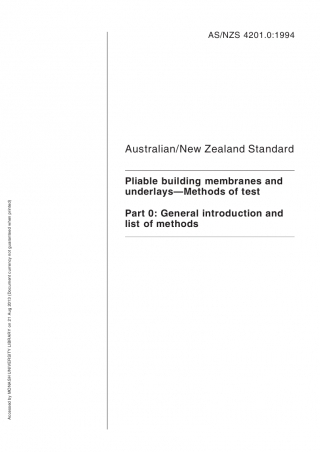 AS/NZS 4201.0:1994
Australian/New Zealand Standard
Pliable building membranes and
underlays—Methods of test
Part 0: General introduction and
list of methods
Accessed by MONASH UNIVERSITY LIBRARY on 21 Aug 2013 (Document currency not guaranteed when printed)